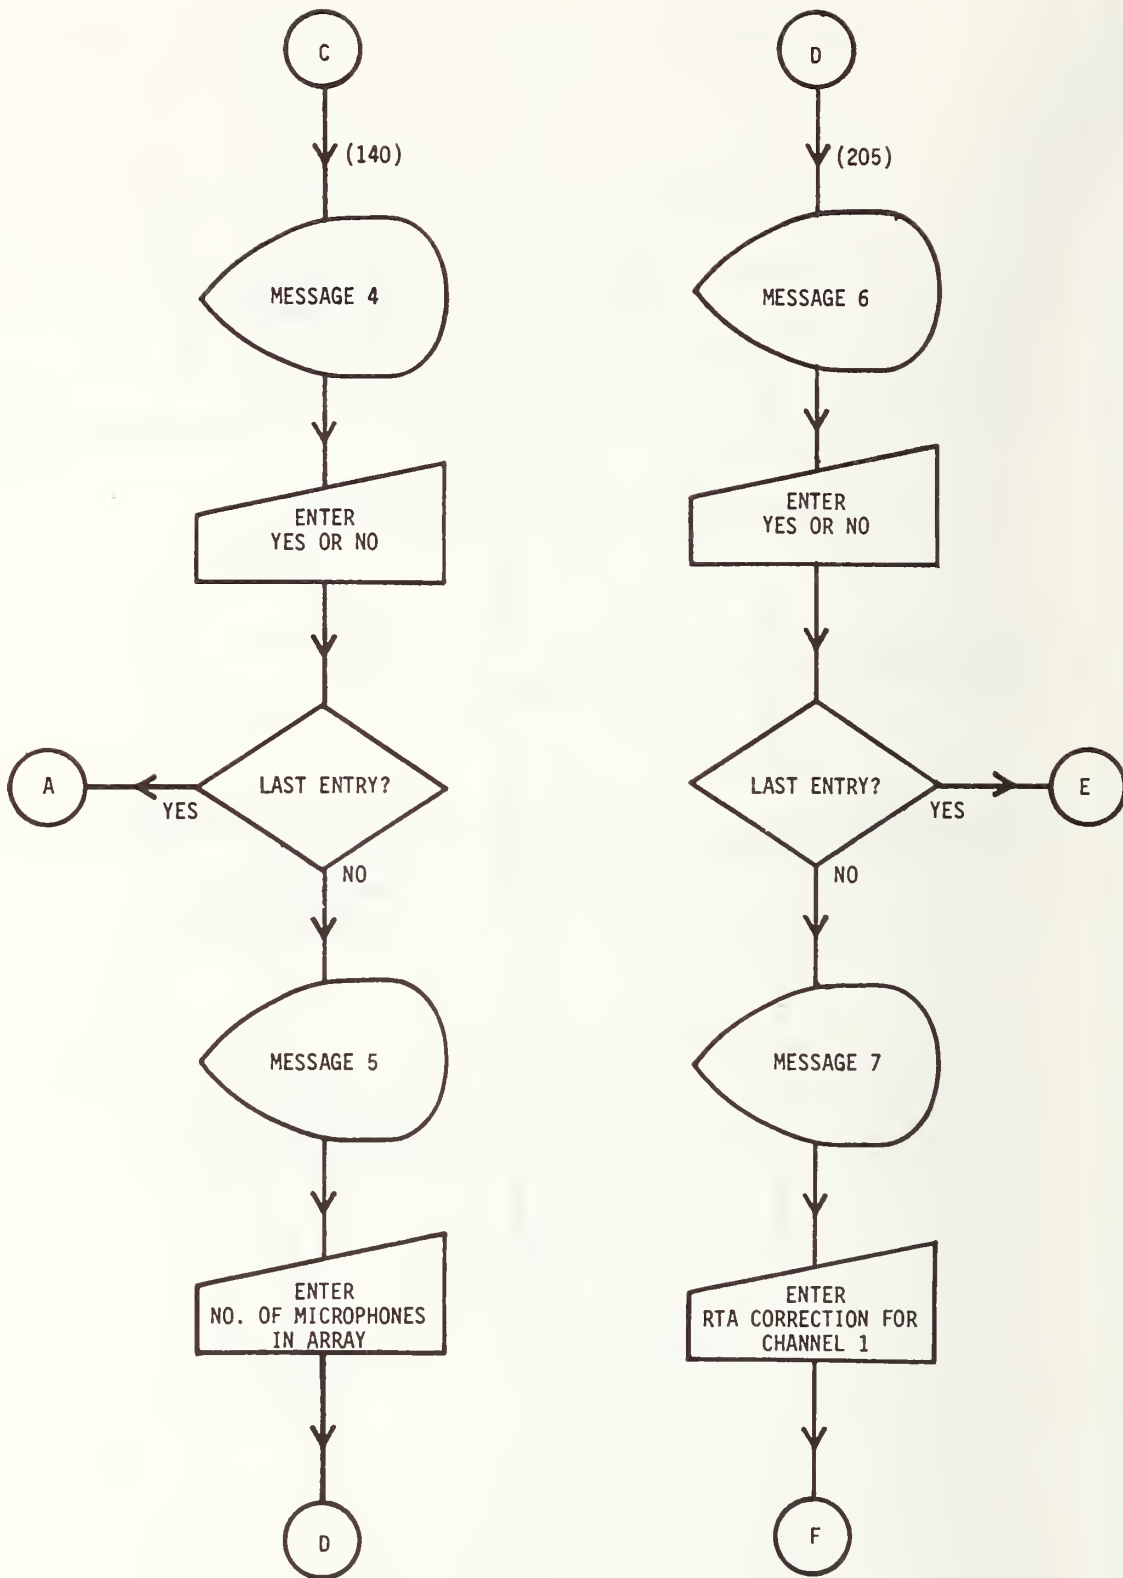 C
(140)
MESSAGE 4
ENTER
YES OR NO
LAST ENTRY?
A
YES
NO
MESSAGE 5
ENTER
NO. OF MICROPHONES
IN ARRAY
D
D
(205)
MESSAGE 6
ENTER
YES OR NO
LAST ENTRY?
YES
E
NO
MESSAGE 7
ENTER
RTA CORRECTION FOR
CHANNEL 1
F